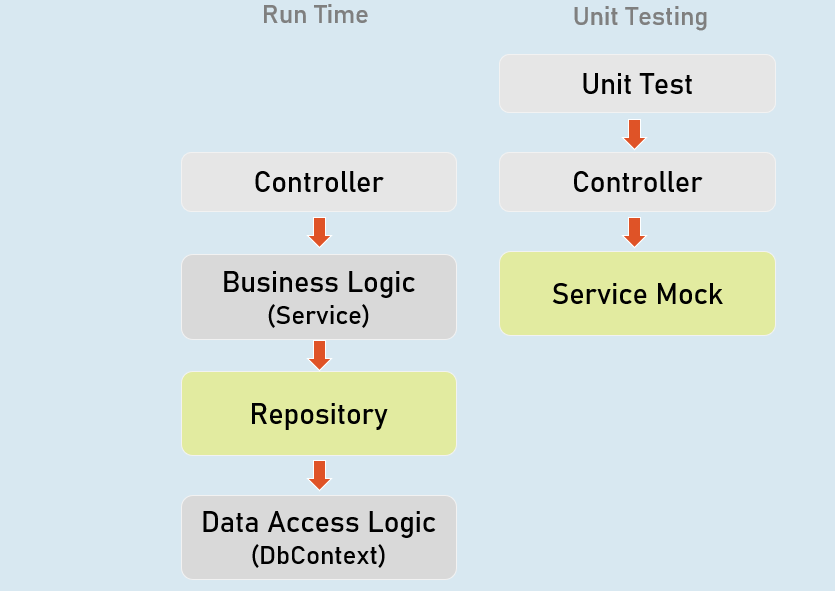 Run Time
Unit Testing
Unit Test
Controller
Controller
Business Logic
(Service)
Service Mock
Repository
Data Access Logic
(DbContext)